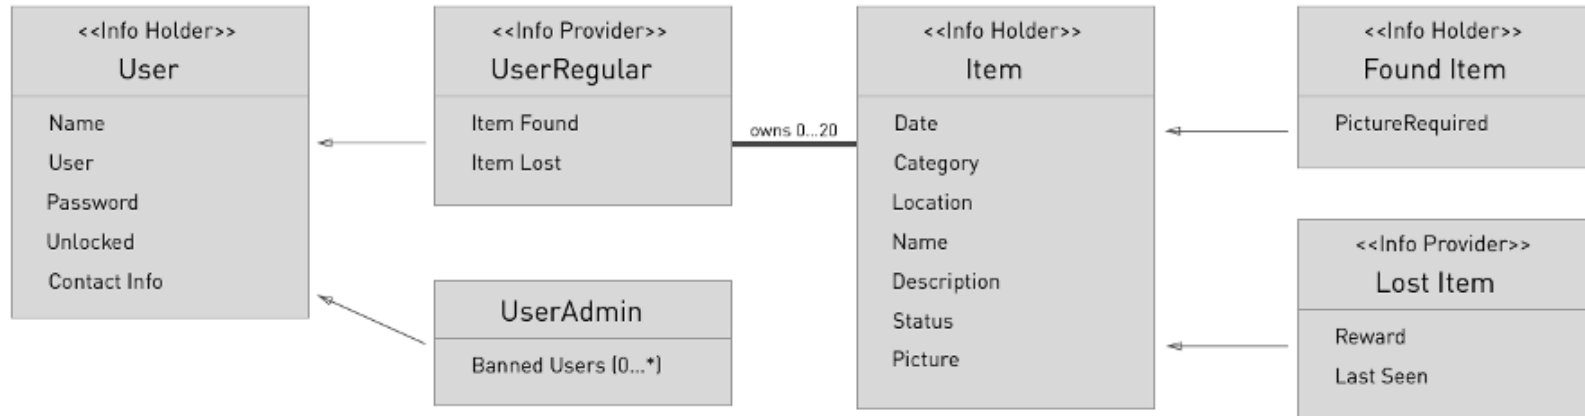 <<Info Holder>>
User
Name
User
Password
Unlocked
Contact Info
<<Info Provider>>
UserRegular
Item Found
Item Lost
UserAdmin
Banned Users (0...*)
owns 0...20
<<Info Holder>>
Item
Date
Category
Location
Name
Description
Status
Picture
<<Info Holder>>
Found Item
PictureRequired
<<Info Provider>>
Lost Item
Reward
Last Seen